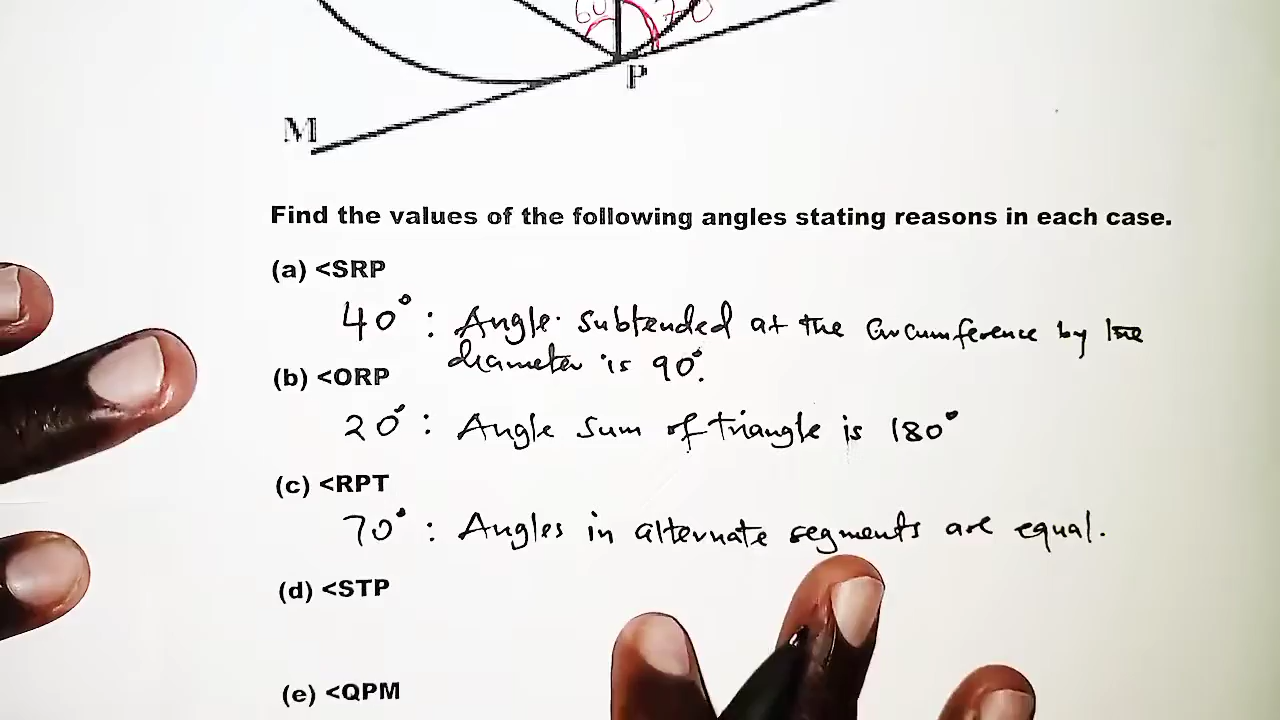 60 70
P
M
Find the values of the following angles stating reasons in each case.
(a) <SRP
40° : Angle subtended at the circumference by the
diameter is 90°.
(b) <ORP
20° : Angle sum of triangle is 180°
(c) <RPT
70° : Angles in alternate segments are equal.
(d) <STP
(e) <QPM